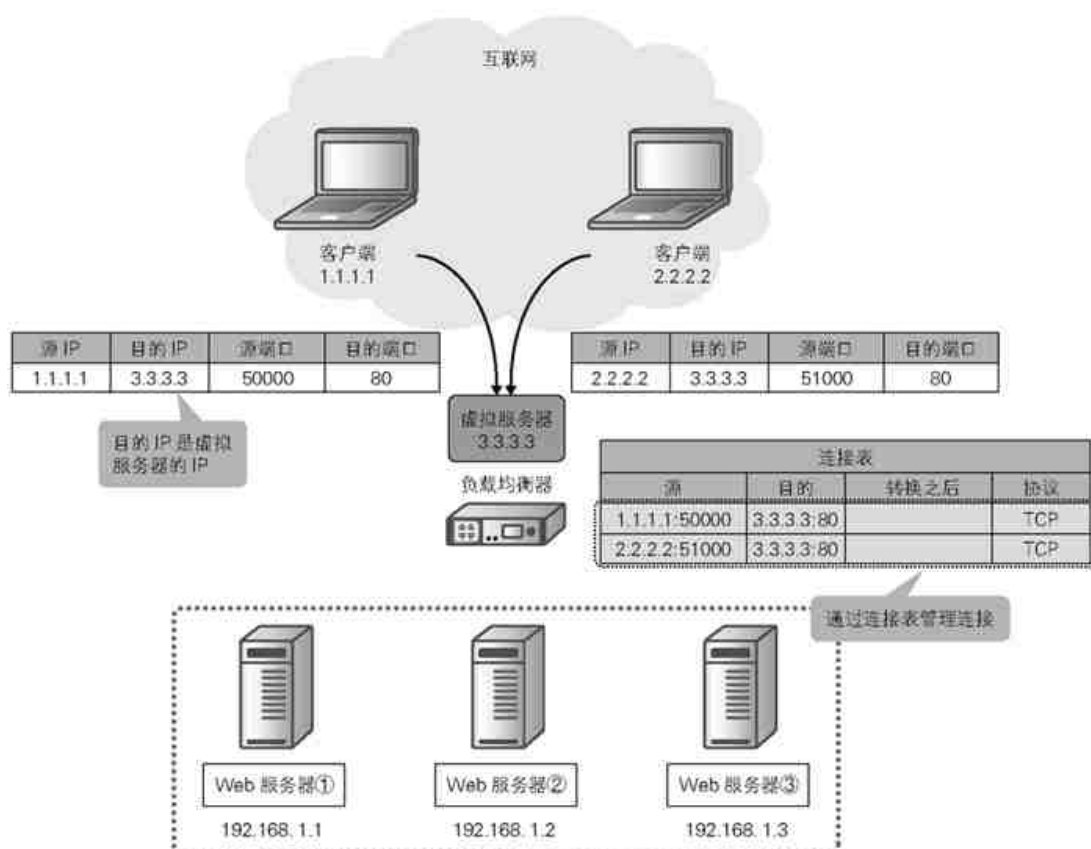 互联网
客户端
1.1.1.1
客户端
2.2.2.2
源 IP 目的 IP 源端口 目的端口
1.1.1.1 3.3.3.3 50000 80
源 IP 目的 IP 源端口 目的端口
2.2.2.2 3.3.3.3 51000 80
目的 IP 是虚拟
服务器的 IP
虚拟服务器
3.3.3.3
负载均衡器
连接表
源 目的 转换之后 协议
1.1.1.1:50000 3.3.3.3:80 TCP
2.2.2.2:51000 3.3.3.3:80 TCP
通过连接表管理连接
Web 服务器①
Web 服务器②
Web 服务器③
192.168.1.1
192.168.1.2
192.168.1.3